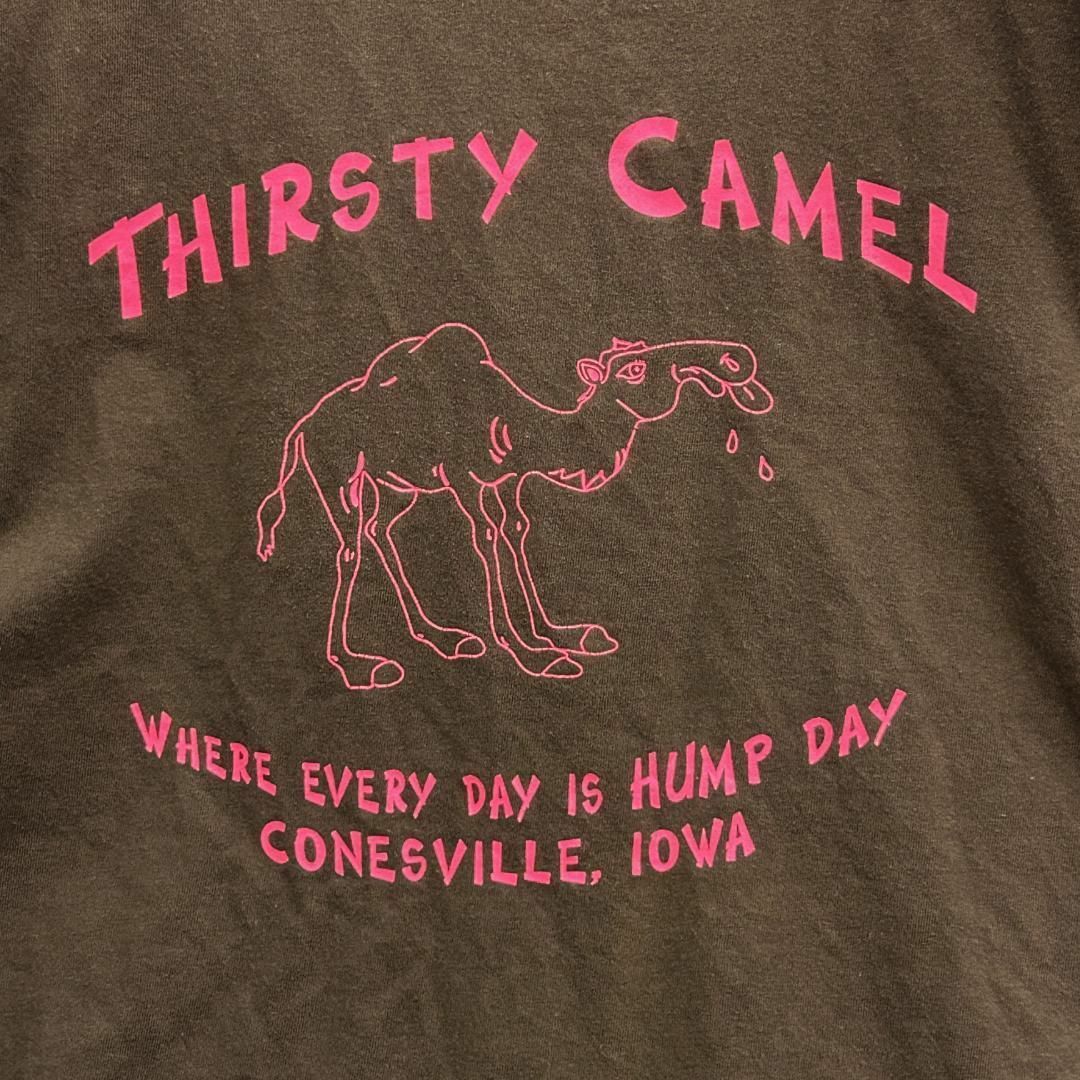 THIRSTY CAMEL
WHERE EVERY DAY IS HUMP DAY
CONESVILLE, IOWA